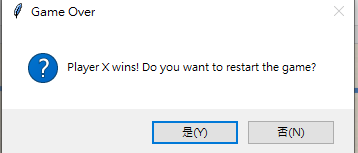 Game Over
Player X wins! Do you want to restart the game?
是(Y)
否(N)